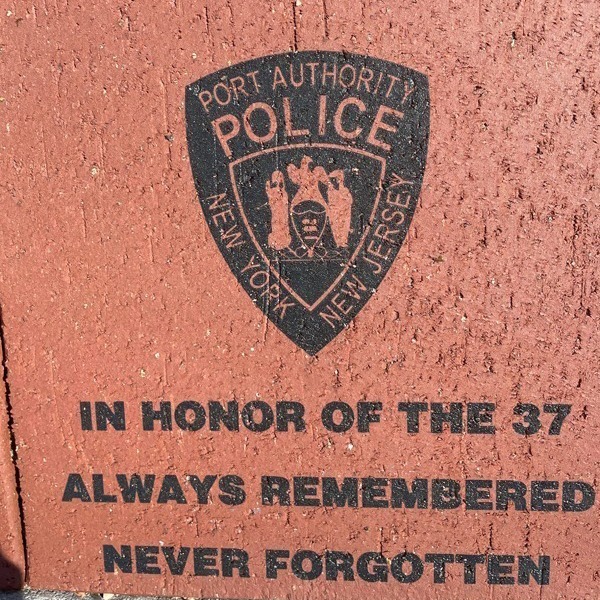 PORT AUTHORITY
POLICE
NEW YORK
NEW JERSEY
IN HONOR OF THE 37
ALWAYS REMEMBERED
NEVER FORGOTTEN